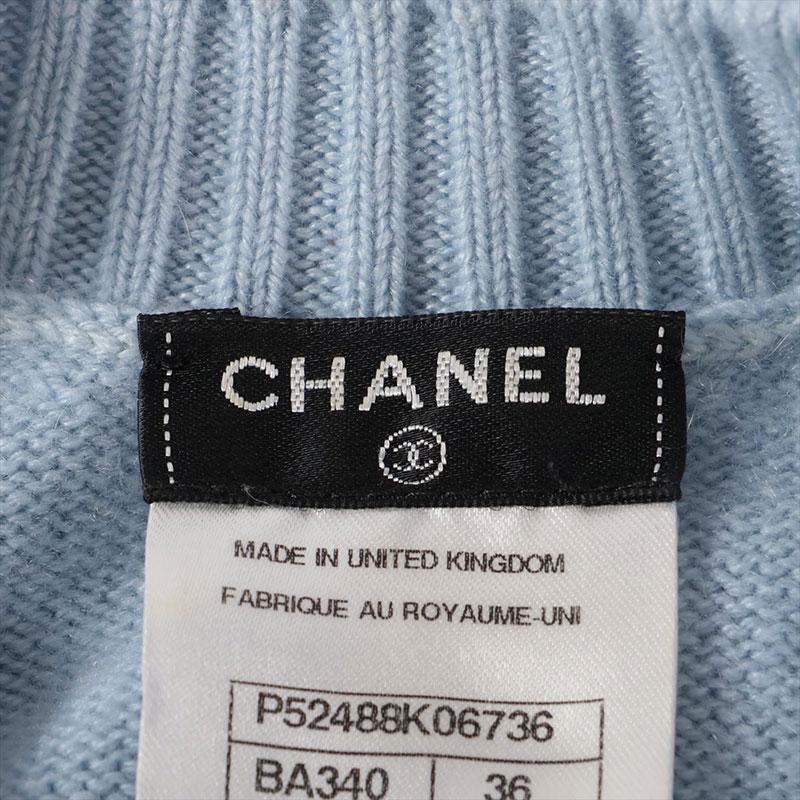 CHANEL
MADE IN UNITED KINGDOM
FABRIQUE AU ROYAUME-UNI
P52488K06736
BA340 36